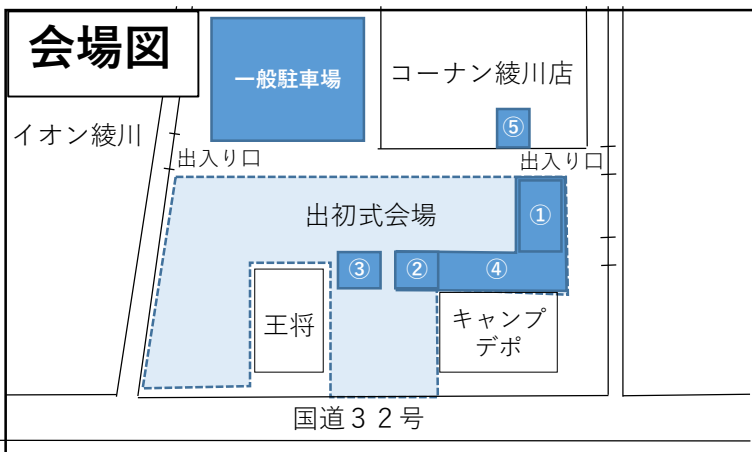 会場図
一般駐車場
コーナン綾川店
⑤
イオン綾川
出入り口
出入り口
出初式会場
①
③
②
④
王将
キャンプ
デポ
国道３２号